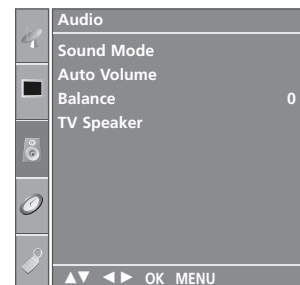 Audio
Sound Mode
Auto Volume
Balance 0
TV Speaker
▲▼ ◄► OK MENU